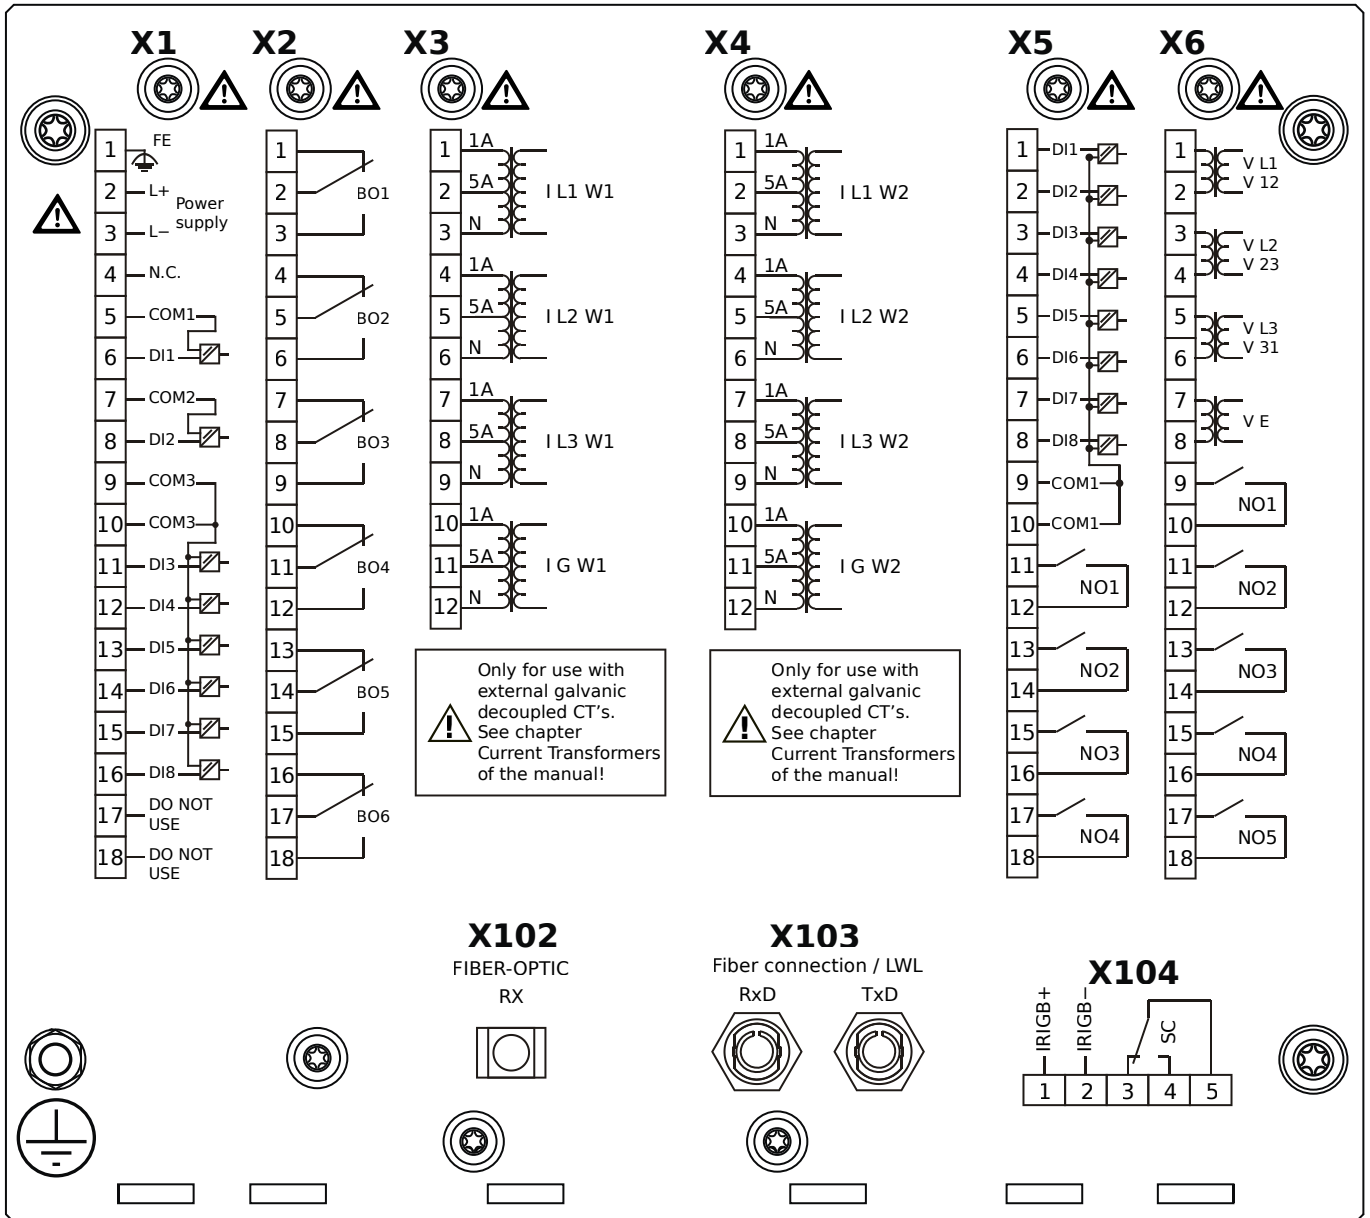 X1
X2
X3
X4
X5
X6
1
FE
2
L+
Power
supply
3
L−
4
N.C.
5
COM1
6
DI1
7
COM2
8
DI2
9
COM3
10
COM3
11
DI3
12
DI4
13
DI5
14
DI6
15
DI7
16
DI8
17
DO NOT
USE
18
DO NOT
USE
1
2
BO1
3
4
5
BO2
6
7
8
BO3
9
10
11
BO4
12
13
14
BO5
15
16
17
BO6
18
1
1A
2
5A
I L1 W1
3
N
4
1A
5
5A
I L2 W1
6
N
7
1A
8
5A
I L3 W1
9
N
10
1A
11
5A
I G W1
12
N
Only for use with
external galvanic
decoupled CT's.
See chapter
Current Transformers
of the manual!
1
1A
2
5A
I L1 W2
3
N
4
1A
5
5A
I L2 W2
6
N
7
1A
8
5A
I L3 W2
9
N
10
1A
11
5A
I G W2
12
N
Only for use with
external galvanic
decoupled CT's.
See chapter
Current Transformers
of the manual!
1
DI1
2
DI2
3
DI3
4
DI4
5
DI5
6
DI6
7
DI7
8
DI8
9
COM1
10
COM1
11
NO1
12
13
NO2
14
15
NO3
16
17
NO4
18
1
V L1
V 12
2
3
V L2
V 23
4
5
V L3
V 31
6
7
V E
8
9
NO1
10
11
NO2
12
13
NO3
14
15
NO4
16
17
NO5
18
X102
FIBER-OPTIC
RX
X103
Fiber connection / LWL
RxD
TxD
X104
IRIGB+
IRIGB−
SC
1
2
3
4
5